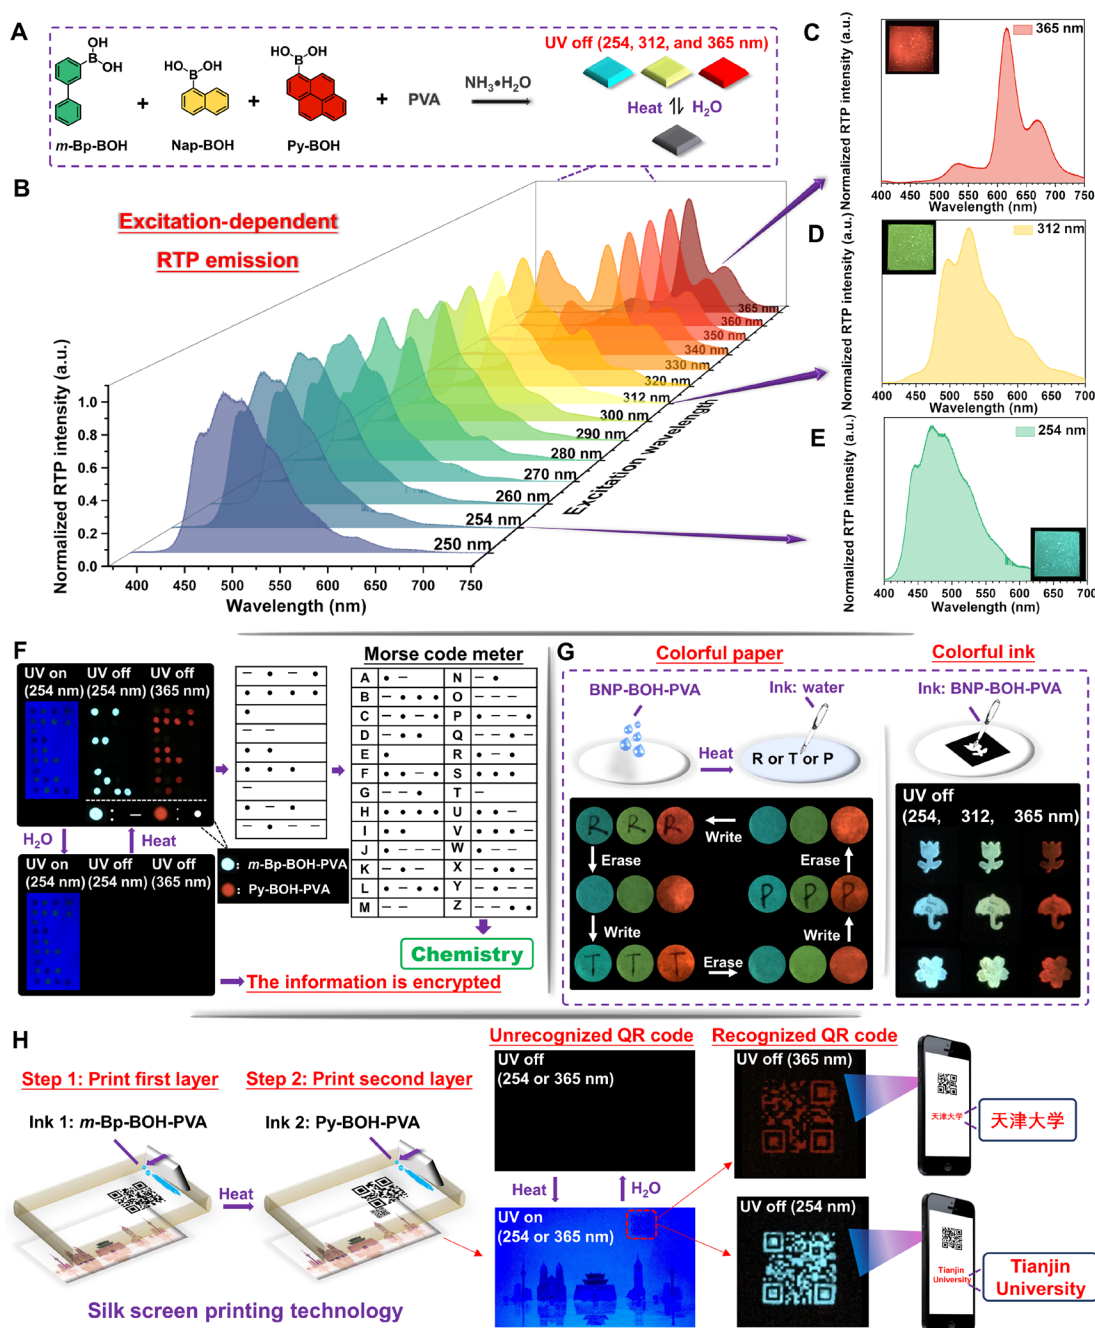 A
OH
B
OH
m-Bp-BOH
+
HO
OH
B
Nap-BOH
+
HO
OH
B
Py-BOH
+
PVA
NH₃•H₂O
UV off (254, 312, and 365 nm)
Heat
H₂O
B
Excitation-dependent
RTP emission
Normalized RTP intensity (a.u.)
1.0
0.8
0.6
0.4
0.2
0.0
400 450 500 550 600 650 700 750
Wavelength (nm)
Excitation wavelength
365 nm
360 nm
350 nm
340 nm
330 nm
320 nm
312 nm
300 nm
290 nm
280 nm
270 nm
260 nm
254 nm
250 nm
C
Normalized RTP intensity (a.u.)
365 nm
400 450 500 550 600 650 700 750
Wavelength (nm)
D
Normalized RTP intensity (a.u.)
312 nm
400 450 500 550 600 650 700
Wavelength (nm)
E
Normalized RTP intensity (a.u.)
254 nm
400 450 500 550 600 650 700
Wavelength (nm)
F
UV on UV off UV off
(254 nm) (254 nm) (365 nm)
: — : •
H₂O
Heat
UV on UV off UV off
(254 nm) (254 nm) (365 nm)
: m-Bp-BOH-PVA
: Py-BOH-PVA
— • — •
• • • •
•
— —
• •
• • •
—
• — •
— • — —
Morse code meter
A • — N — •
B — • • • O — — —
C — • — • P • — — •
D — • • Q — — • —
E • R • — •
F • • — • S • • •
G — — • T —
H • • • • U • • —
I • • V • • • —
J • — — — W • — —
K — • — X — • • —
L • — • • Y — • — —
M — — Z — — • •
Chemistry
The information is encrypted
G
Colorful paper
Colorful ink
BNP-BOH-PVA
Ink: water
Heat
R or T or P
Ink: BNP-BOH-PVA
R R R
Write
Erase
Erase
P P P
Write
Write
T T T
Erase
UV off
(254, 312, 365 nm)
H
Step 1: Print first layer
Step 2: Print second layer
Ink 1: m-Bp-BOH-PVA
Ink 2: Py-BOH-PVA
Heat
Silk screen printing technology
Unrecognized QR code
UV off
(254 or 365 nm)
Heat
H₂O
UV on
(254 or 365 nm)
Recognized QR code
UV off (365 nm)
UV off (254 nm)
天津大学
天津大学
Tianjin
University
Tianjin
University